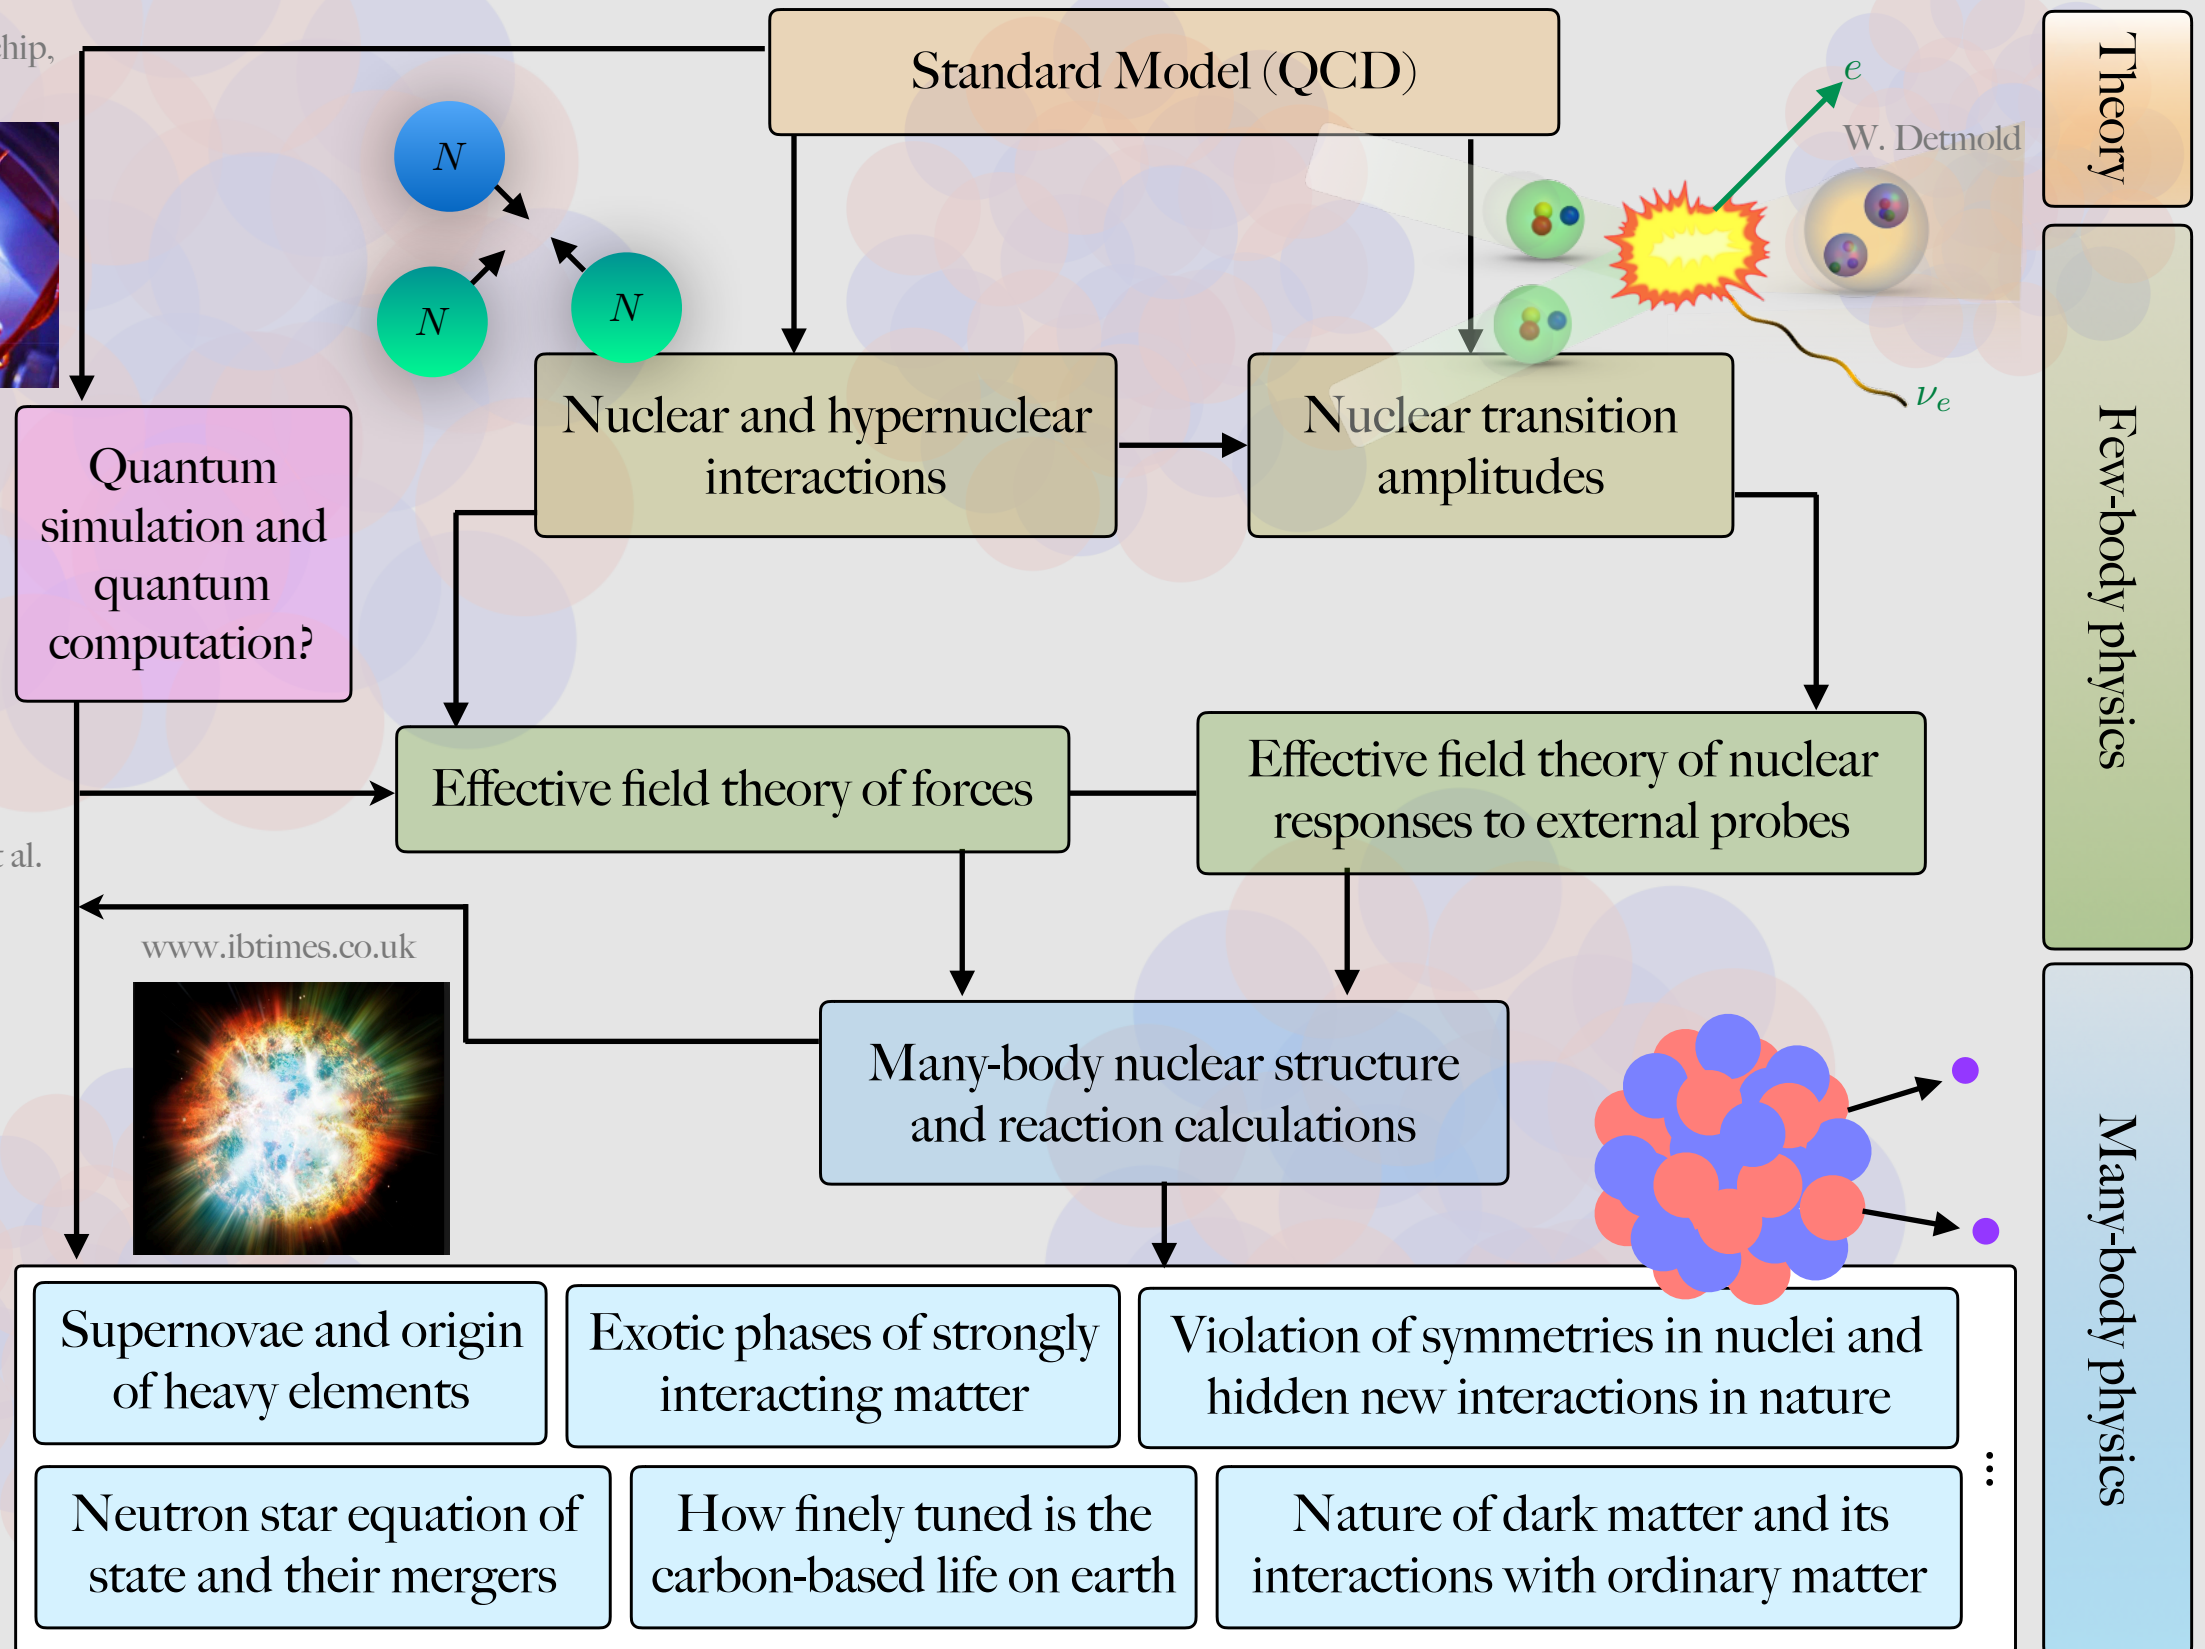 hip,
Standard Model (QCD)
Theory
e
W. Detmold
N
N
N
ν_e
Nuclear and hypernuclear
interactions
Nuclear transition
amplitudes
Quantum
simulation and
quantum
computation?
Few-body physics
Effective field theory of forces
Effective field theory of nuclear
responses to external probes
t al.
www.ibtimes.co.uk
Many-body nuclear structure
and reaction calculations
Many-body physics
Supernovae and origin
of heavy elements
Exotic phases of strongly
interacting matter
Violation of symmetries in nuclei and
hidden new interactions in nature
⋮
Neutron star equation of
state and their mergers
How finely tuned is the
carbon-based life on earth
Nature of dark matter and its
interactions with ordinary matter